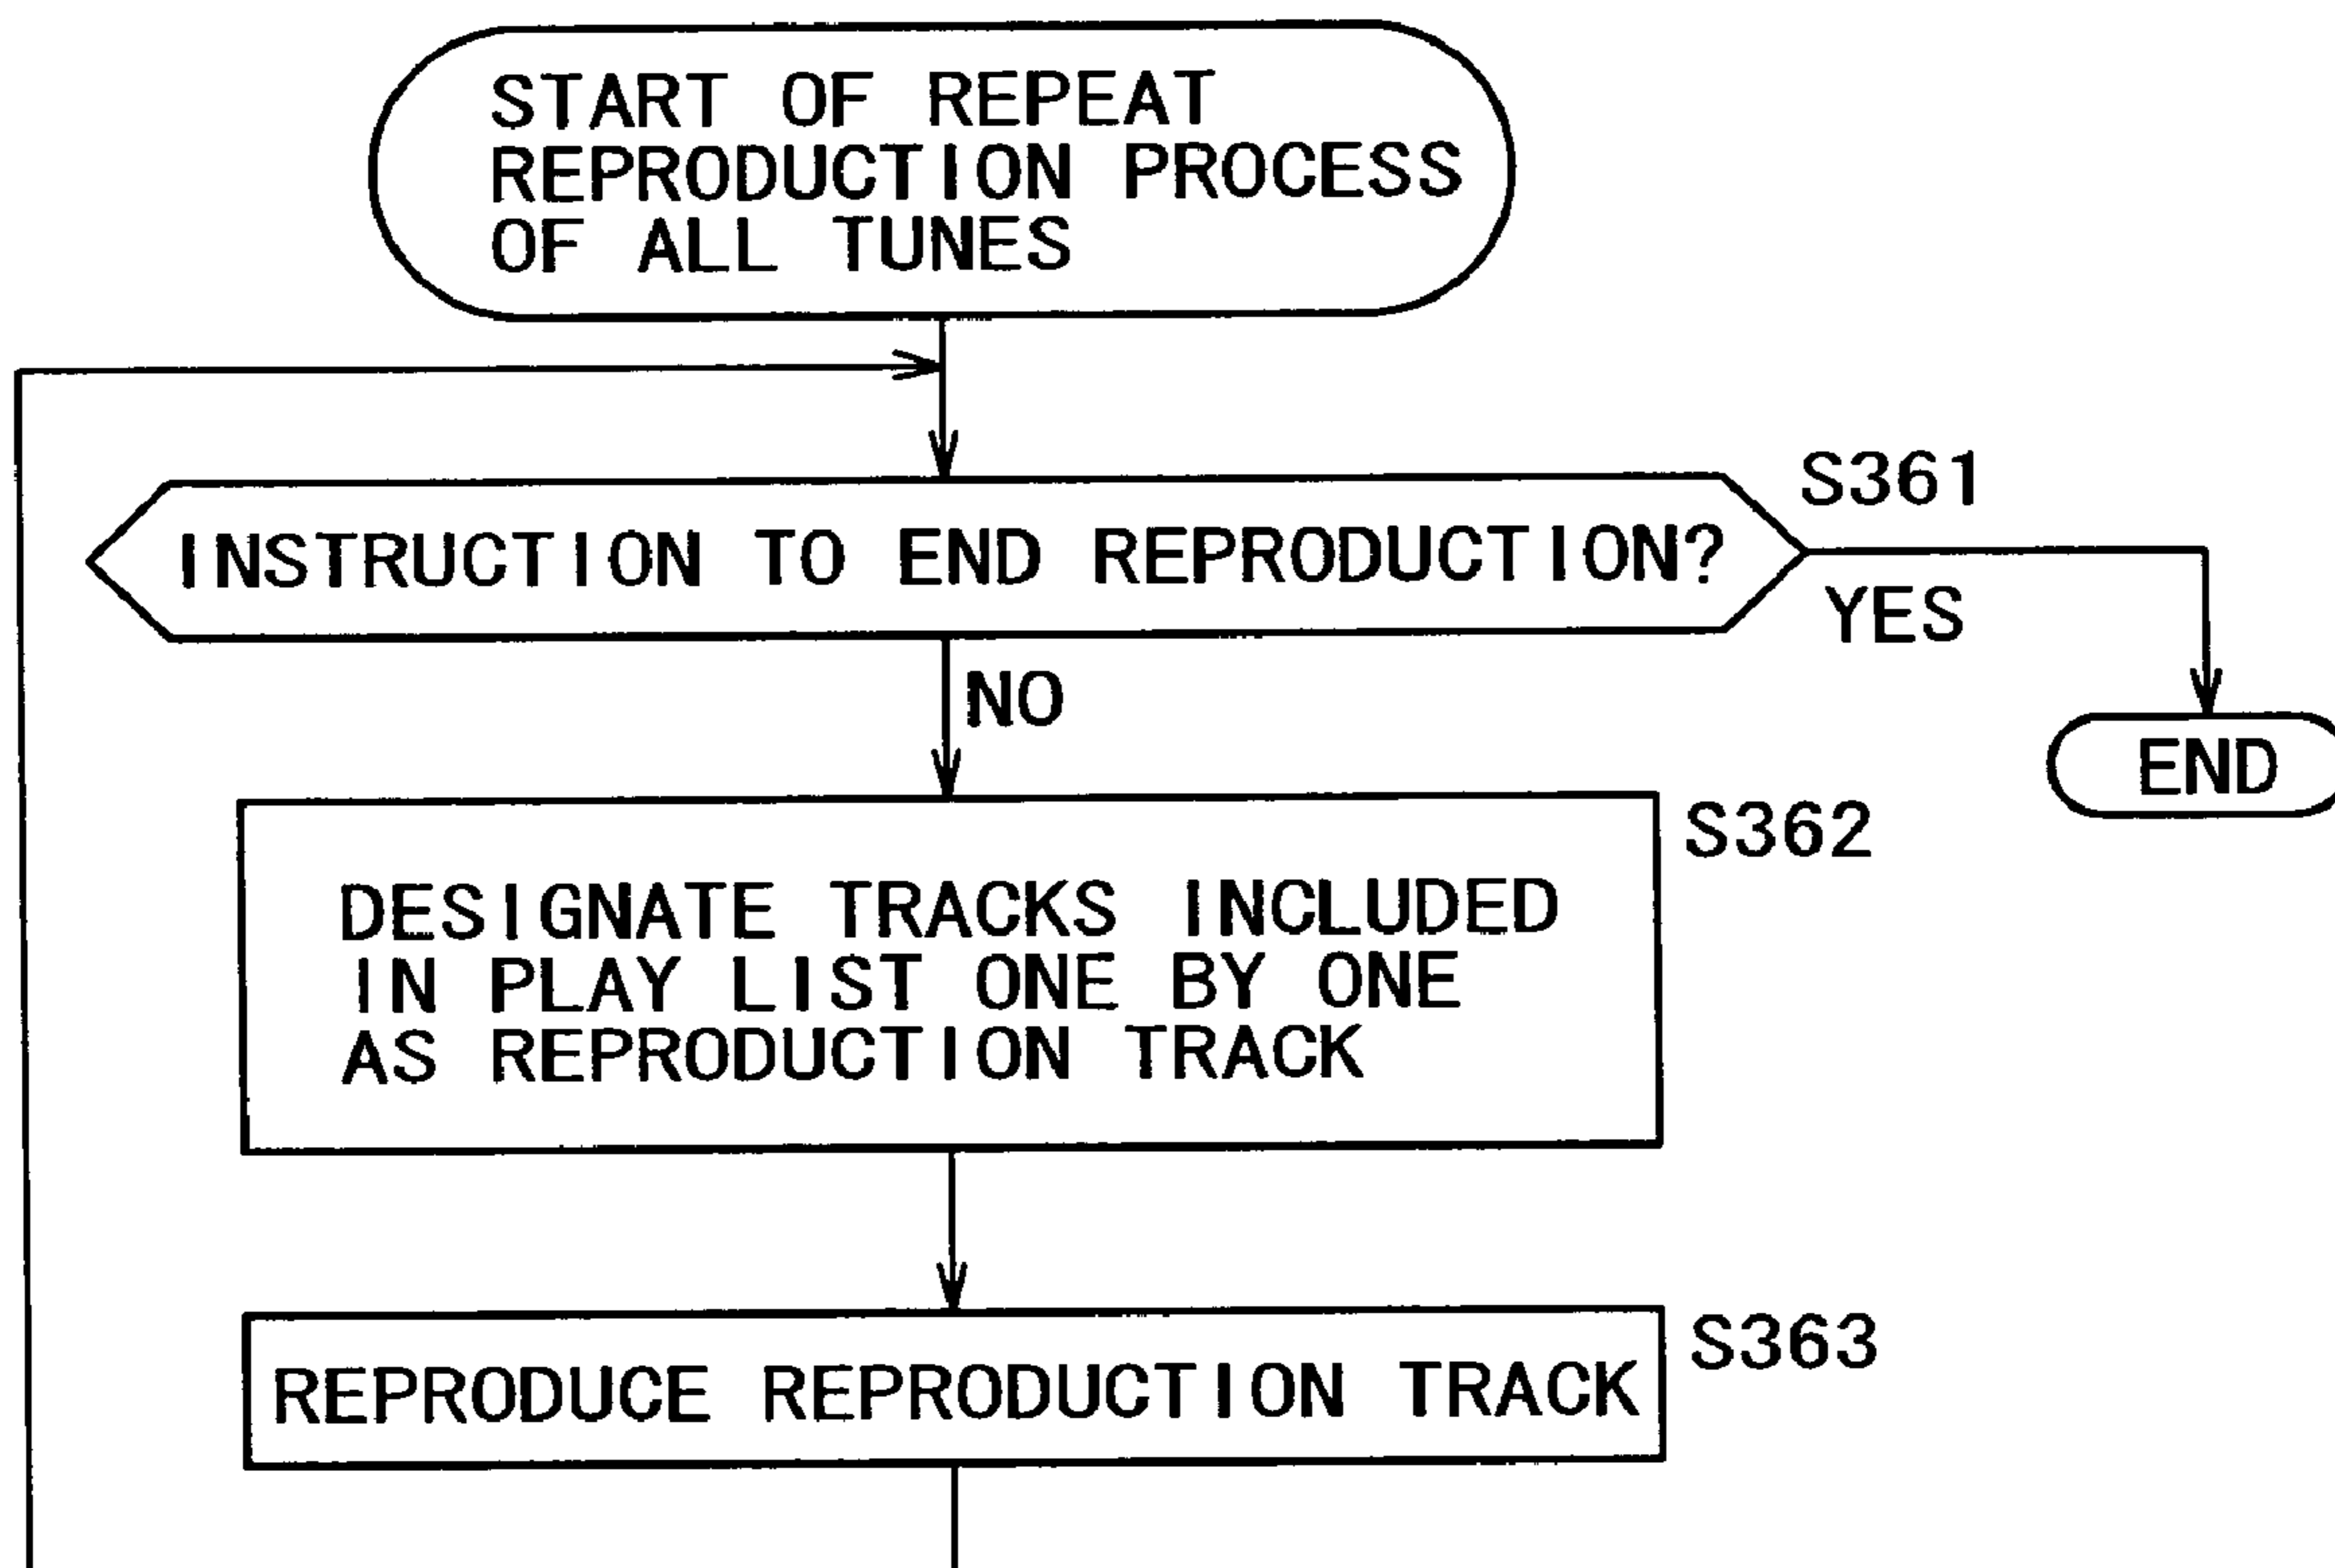 START OF REPEAT
REPRODUCTION PROCESS
OF ALL TUNES
S361
INSTRUCTION TO END REPRODUCTION?
YES
NO
END
S362
DESIGNATE TRACKS INCLUDED
IN PLAY LIST ONE BY ONE
AS REPRODUCTION TRACK
S363
REPRODUCE REPRODUCTION TRACK